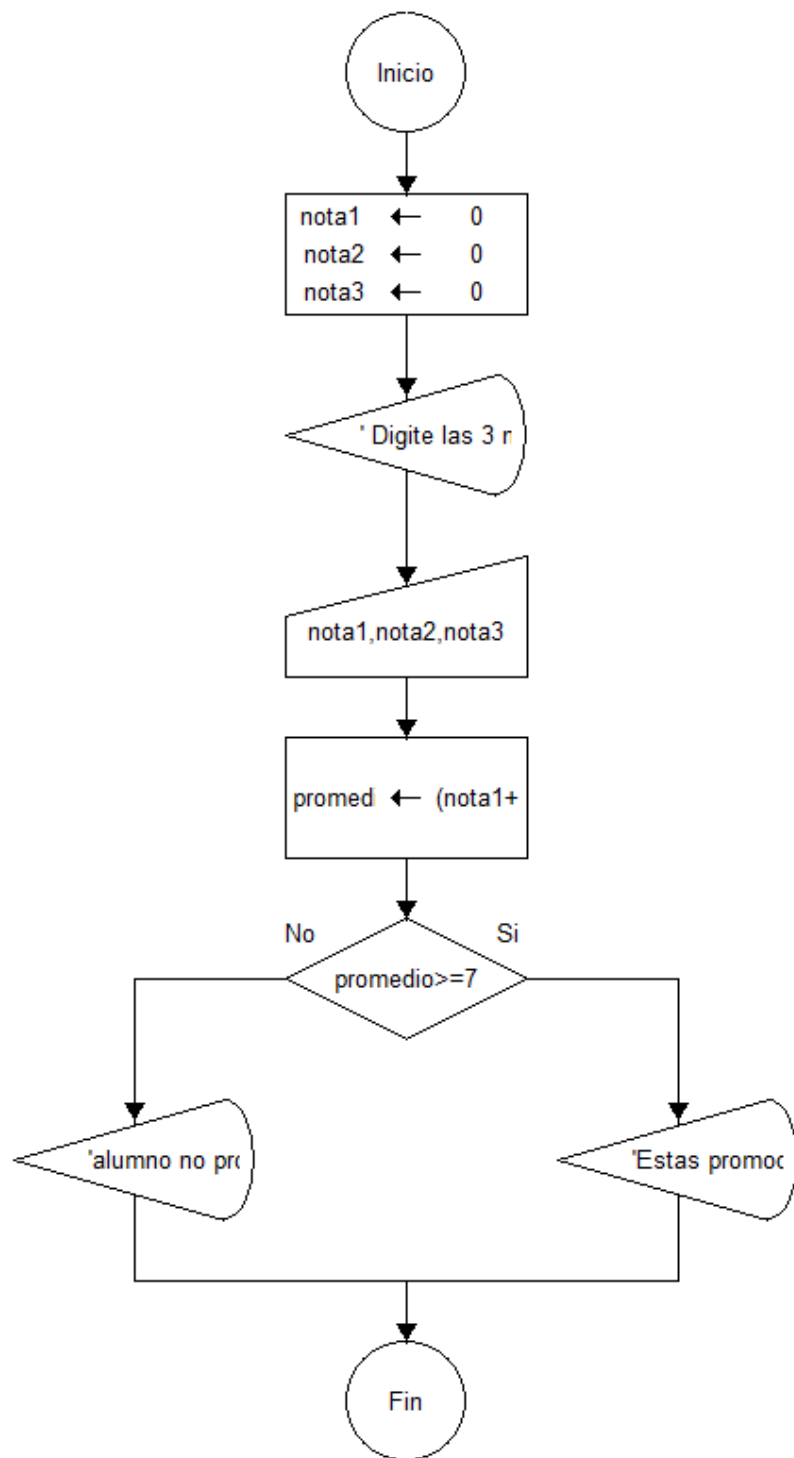 Inicio
nota1 ← 0
nota2 ← 0
nota3 ← 0
' Digite las 3
nota1,nota2,nota3
promed ← (nota1+
No
Si
promedio>=7
'alumno no pro
'Estas promoc
Fin